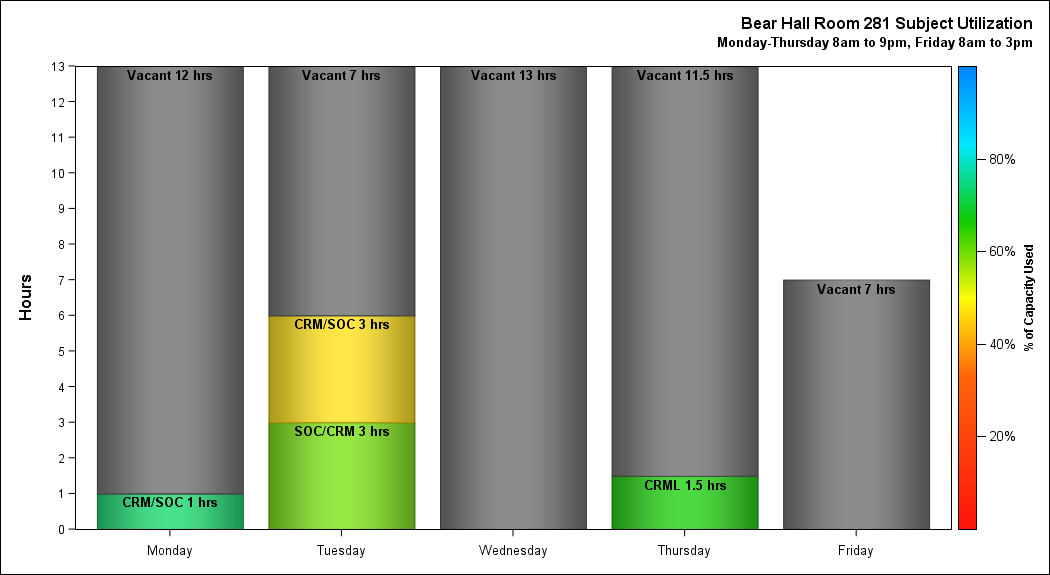 Bear Hall Room 281 Subject Utilization
Monday-Thursday 8am to 9pm, Friday 8am to 3pm
Hours
13
12
11
10
9
8
7
6
5
4
3
2
1
0
Vacant 12 hrs
CRM/SOC 1 hrs
Vacant 7 hrs
CRM/SOC 3 hrs
SOC/CRM 3 hrs
Vacant 13 hrs
Vacant 11.5 hrs
CRML 1.5 hrs
Vacant 7 hrs
Monday
Tuesday
Wednesday
Thursday
Friday
80%
60%
40%
20%
% of Capacity Used